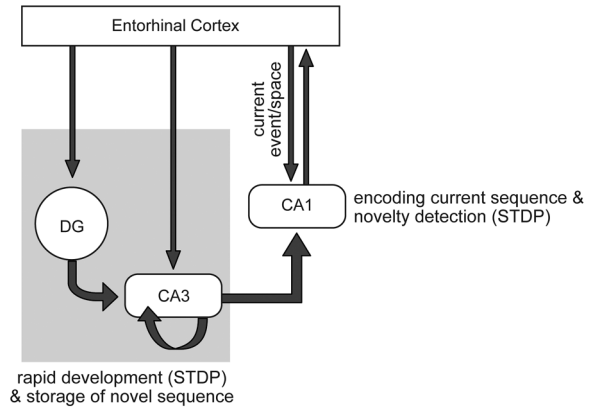 Entorhinal Cortex
current
event/space
DG
CA1
encoding current sequence &
novelty detection (STDP)
CA3
rapid development (STDP)
& storage of novel sequence